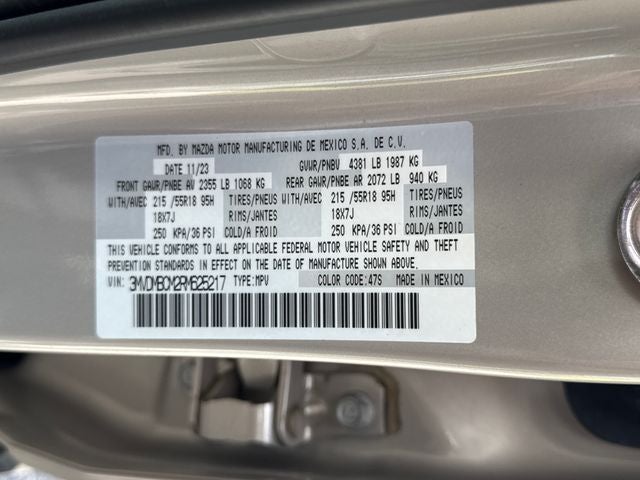 MFD. BY MAZDA MOTOR MANUFACTURING DE MEXICO S.A. DE C.V.
DATE 11/23 GVWR/PNBV 4381 LB 1987 KG
FRONT GAWR/PNBE AV 2355 LB 1068 KG REAR GAWR/PNBE AR 2072 LB 940 KG
WITH/AVEC 215 /55R18 95H TIRES/PNEUS WITH/AVEC 215 /55R18 95H TIRES/PNEUS
18X7J RIMS/JANTES 18X7J RIMS/JANTES
250 KPA/36 PSI COLD/A FROID 250 KPA/36 PSI COLD/A FROID
THIS VEHICLE CONFORMS TO ALL APPLICABLE FEDERAL MOTOR VEHICLE SAFETY AND THEFT
PREVENTION STANDARDS IN EFFECT ON THE DATE OF MANUFACTURE SHOWN ABOVE.
VIN: 3MVDMBCM2RM625217 TYPE:MPV COLOR CODE:47S MADE IN MEXICO